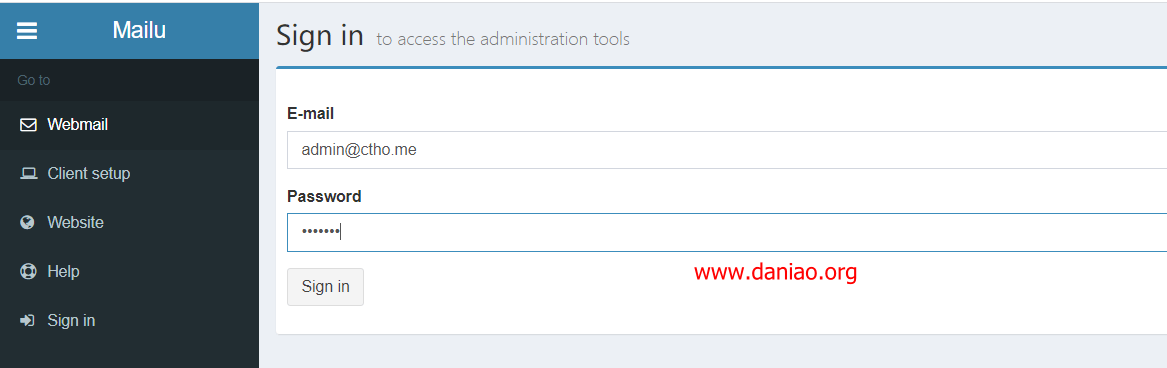 Mailu
Sign in to access the administration tools
Go to
Webmail
Client setup
Website
Help
Sign in
E-mail
admin@ctho.me
Password
•••••••
Sign in
www.daniao.org